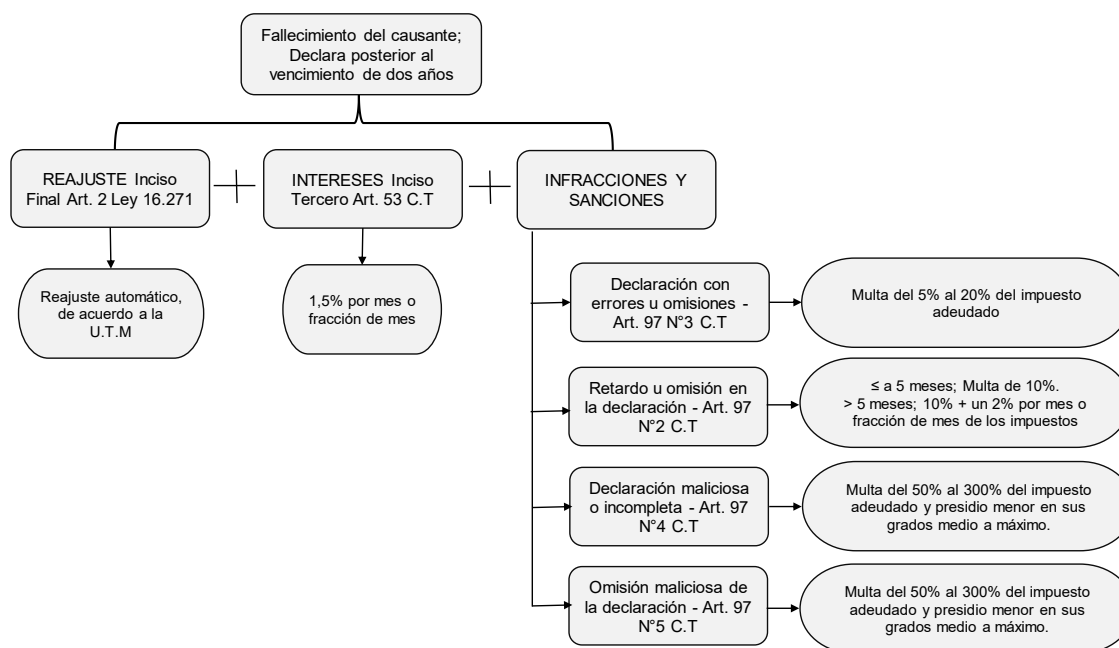 Fallecimiento del causante;
Declara posterior al
vencimiento de dos años
REAJUSTE Inciso
Final Art. 2 Ley 16.271
INTERESES Inciso
Tercero Art. 53 C.T
INFRACCIONES Y
SANCIONES
Reajuste automático,
de acuerdo a la
U.T.M
1,5% por mes o
fracción de mes
Declaración con
errores u omisiones -
Art. 97 N°3 C.T
Multa del 5% al 20% del impuesto
adeudado
Retardo u omisión en
la declaración - Art. 97
N°2 C.T
≤ a 5 meses; Multa de 10%.
> 5 meses; 10% + un 2% por mes o
fracción de mes de los impuestos
Declaración maliciosa
o incompleta - Art. 97
N°4 C.T
Multa del 50% al 300% del impuesto
adeudado y presidio menor en sus
grados medio a máximo.
Omisión maliciosa de
la declaración - Art. 97
N°5 C.T
Multa del 50% al 300% del impuesto
adeudado y presidio menor en sus
grados medio a máximo.